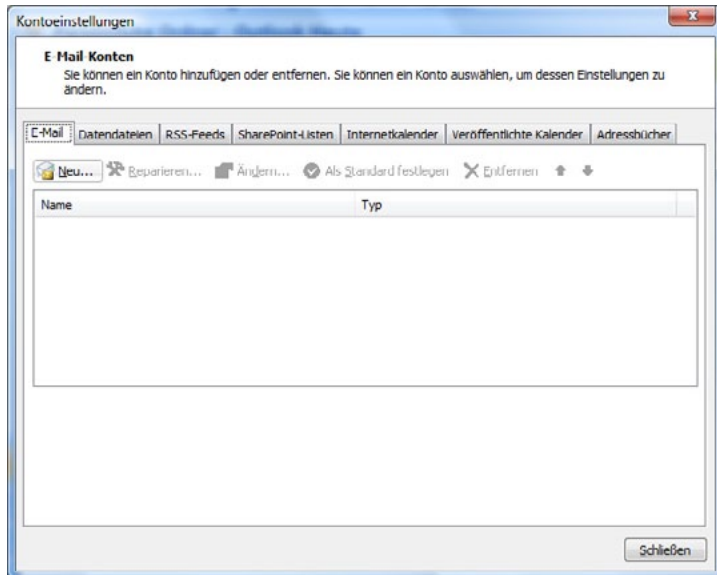 Kontoeinstellungen
E-Mail-Konten
Sie können ein Konto hinzufügen oder entfernen. Sie können ein Konto auswählen, um dessen Einstellungen zu
ändern.
E-Mail Datendateien RSS-Feeds SharePoint-Listen Internetkalender Veröffentlichte Kalender Adressbücher
Neu... Reparieren... Ändern... Als Standard festlegen Entfernen
Name Typ
Schließen